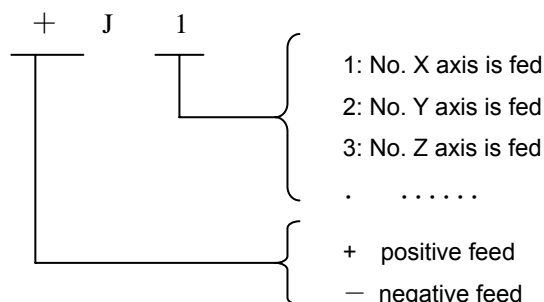 + J 1
1: No. X axis is fed
2: No. Y axis is fed
3: No. Z axis is fed
. ......
+ positive feed
— negative feed